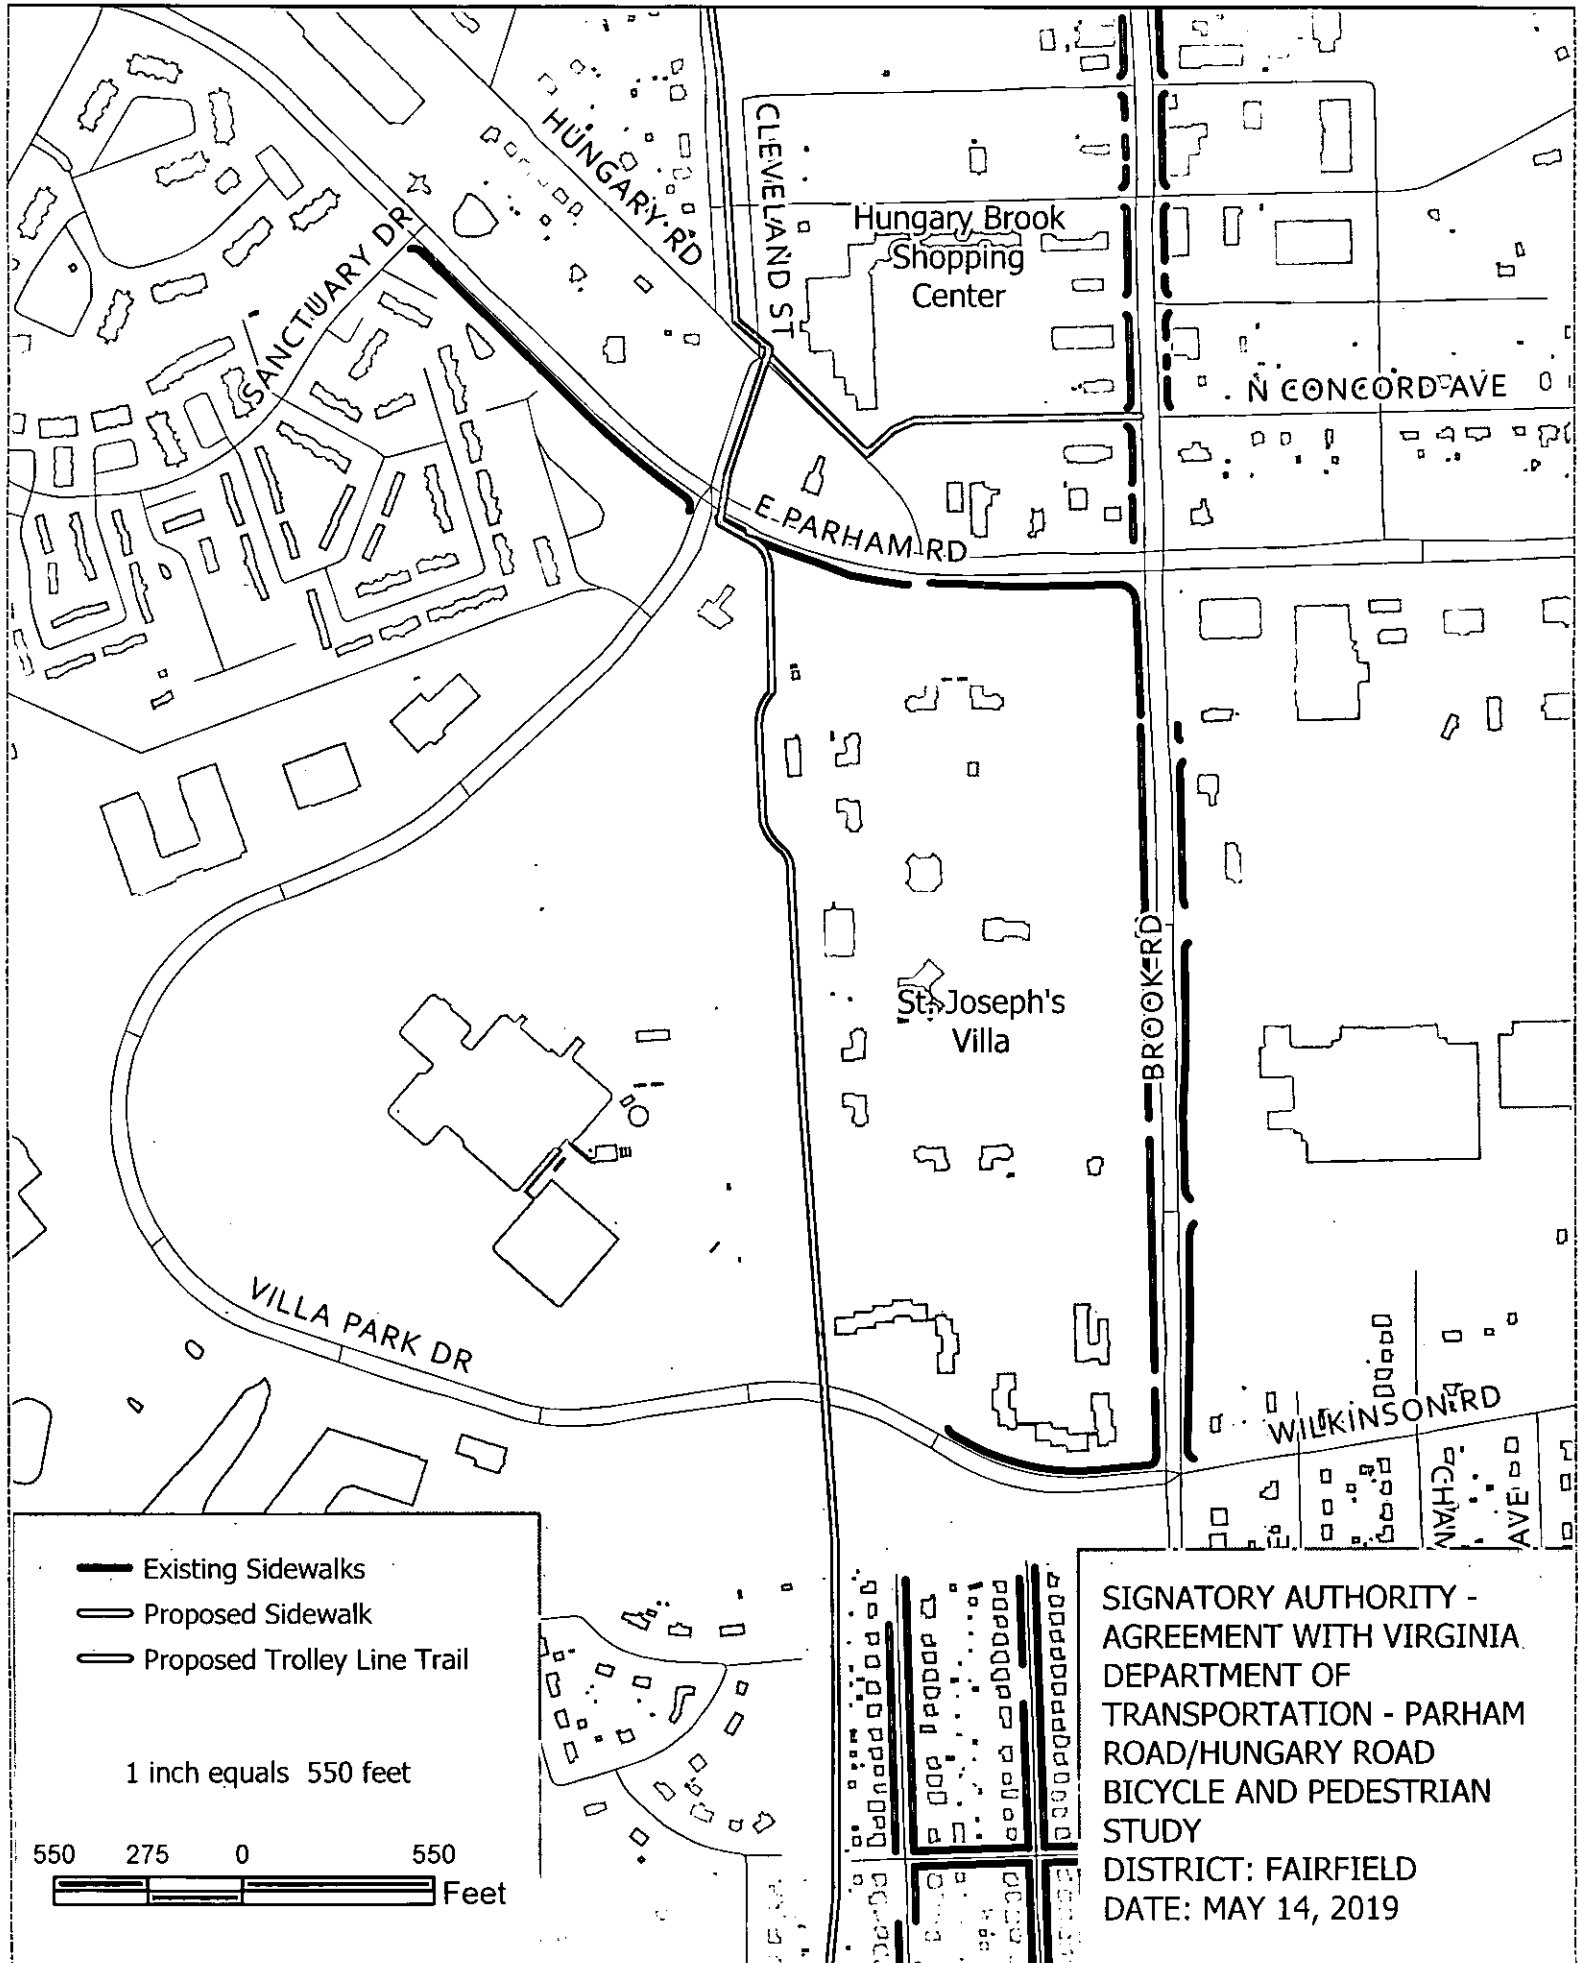 HUNGARY RD
CLEVELAND ST
SANCTUARY DR
Hungary Brook
Shopping
Center
N CONCORD AVE
E PARHAM RD
BROOK RD
St. Joseph's
Villa
VILLA PARK DR
WILKINSON RD
AVE
Existing Sidewalks
Proposed Sidewalk
Proposed Trolley Line Trail
1 inch equals 550 feet
550 275 0 550
Feet
SIGNATORY AUTHORITY -
AGREEMENT WITH VIRGINIA
DEPARTMENT OF
TRANSPORTATION - PARHAM
ROAD/HUNGARY ROAD
BICYCLE AND PEDESTRIAN
STUDY
DISTRICT: FAIRFIELD
DATE: MAY 14, 2019